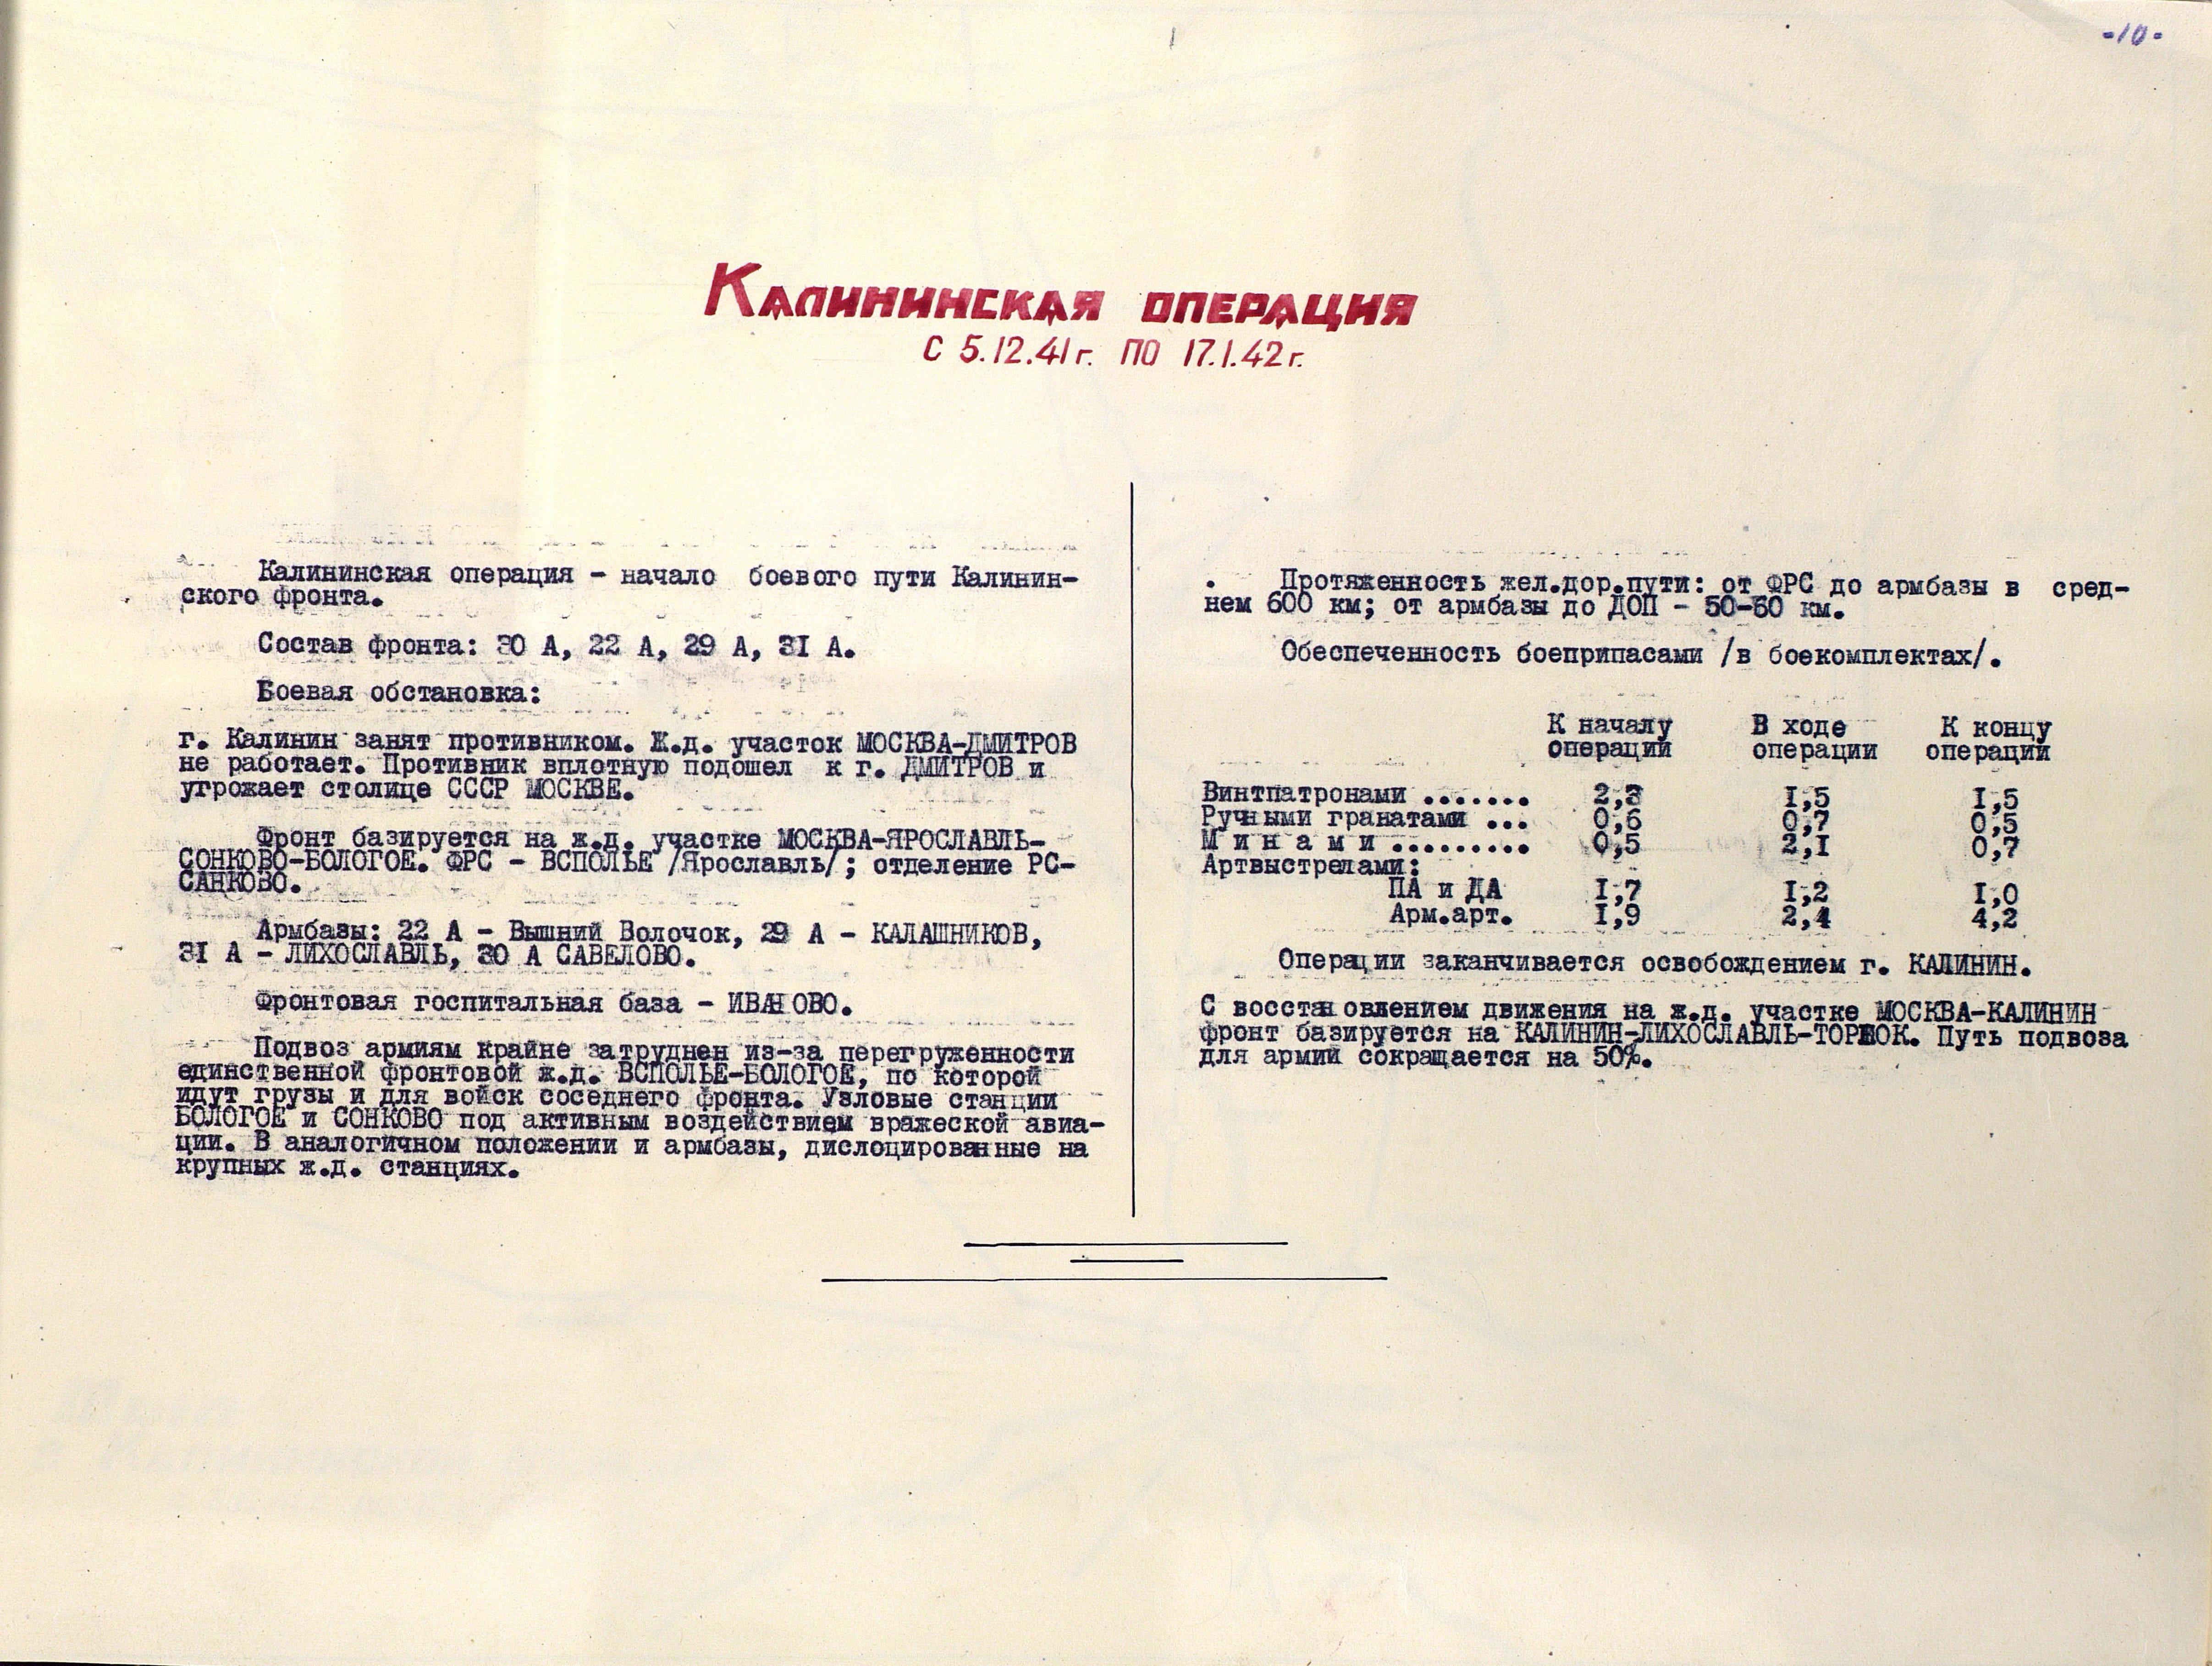 -10-
Калининская операция
с 5.12.41г. по 17.1.42г.
Калининская операция - начало боевого пути Калинин-
ского фронта.
Состав фронта: 30 А, 22 А, 29 А, 31 А.
Боевая обстановка:
г. Калинин занят противником. Ж.д. участок МОСКВА-ДМИТРОВ
не работает. Противник вплотную подошел к г. ДМИТРОВ и
угрожает столице СССР МОСКВЕ.
Фронт базируется на ж.д. участке МОСКВА-ЯРОСЛАВЛЬ-
СОНКОВО-БОЛОГОЕ. ФРС - ВСПОЛЬЕ /Ярославль/; отделение РС-
САНКОВО.
Армбазы: 22 А - Вышний Волочок, 29 А - КАЛАШНИКОВ,
31 А - ЛИХОСЛАВЛЬ, 30 А САВЕЛОВО.
Фронтовая госпитальная база - ИВАНОВО.
Подвоз армиям крайне затруднен из-за перегруженности
единственной фронтовой ж.д. ВСПОЛЬЕ-БОЛОГОЕ, по которой
идут грузы и для войск соседнего фронта. Узловые станции
БОЛОГОЕ и СОНКОВО под активным воздействием вражеской авиа-
ции. В аналогичном положении и армбазы, дислоцированные на
крупных ж.д. станциях.
Протяженность жел.дор.пути: от ФРС до армбазы в сред-
нем 600 км; от армбазы до ДОП - 50-60 км.
Обеспеченность боеприпасами /в боекомплектах/.
К началу операции В ходе операции К концу операции
Винтпатронами ....... 2,3 1,5 1,5
Ручными гранатами ... 0,6 0,7 0,5
М и н а м и ......... 0,5 2,1 0,7
Артвыстрелами:
ПА и ДА 1,7 1,2 1,0
Арм.арт. 1,9 2,4 4,2
Операции заканчивается освобождением г. КАЛИНИН.
С восстановлением движения на ж.д. участке МОСКВА-КАЛИНИН
фронт базируется на КАЛИНИН-ЛИХОСЛАВЛЬ-ТОРЖОК. Путь подвоза
для армий сокращается на 50%.